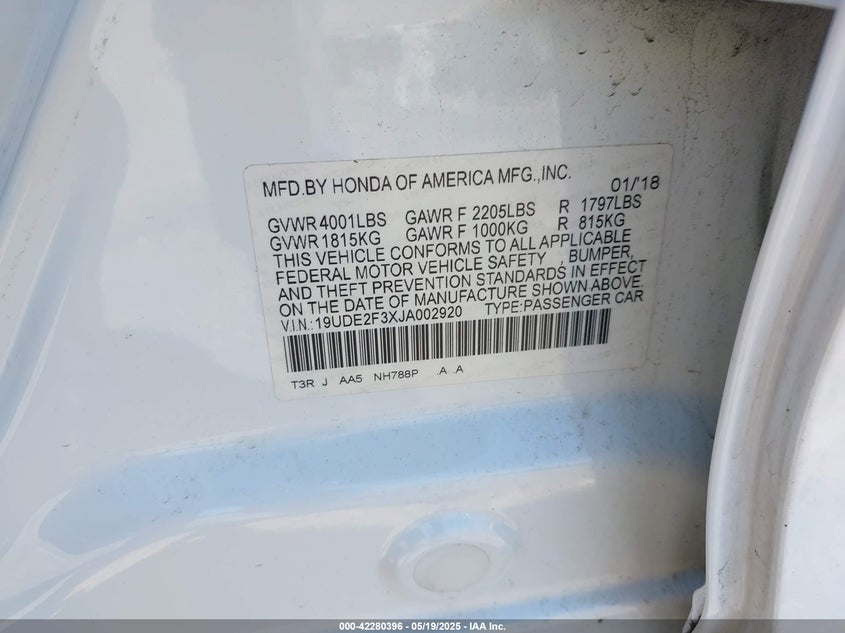 MFD.BY HONDA OF AMERICA MFG.,INC. 01/'18
GVWR 4001LBS GAWR F 2205LBS R 1797LBS
GVWR 1815KG GAWR F 1000KG R 815KG
THIS VEHICLE CONFORMS TO ALL APPLICABLE
FEDERAL MOTOR VEHICLE SAFETY , BUMPER,
AND THEFT PREVENTION STANDARDS IN EFFECT
ON THE DATE OF MANUFACTURE SHOWN ABOVE.
V.I.N.:19UDE2F3XJA002920 TYPE:PASSENGER CAR
T3R J AA5 NH788P .A .A
000-42280396 - 05/19/2025 - IAA Inc.